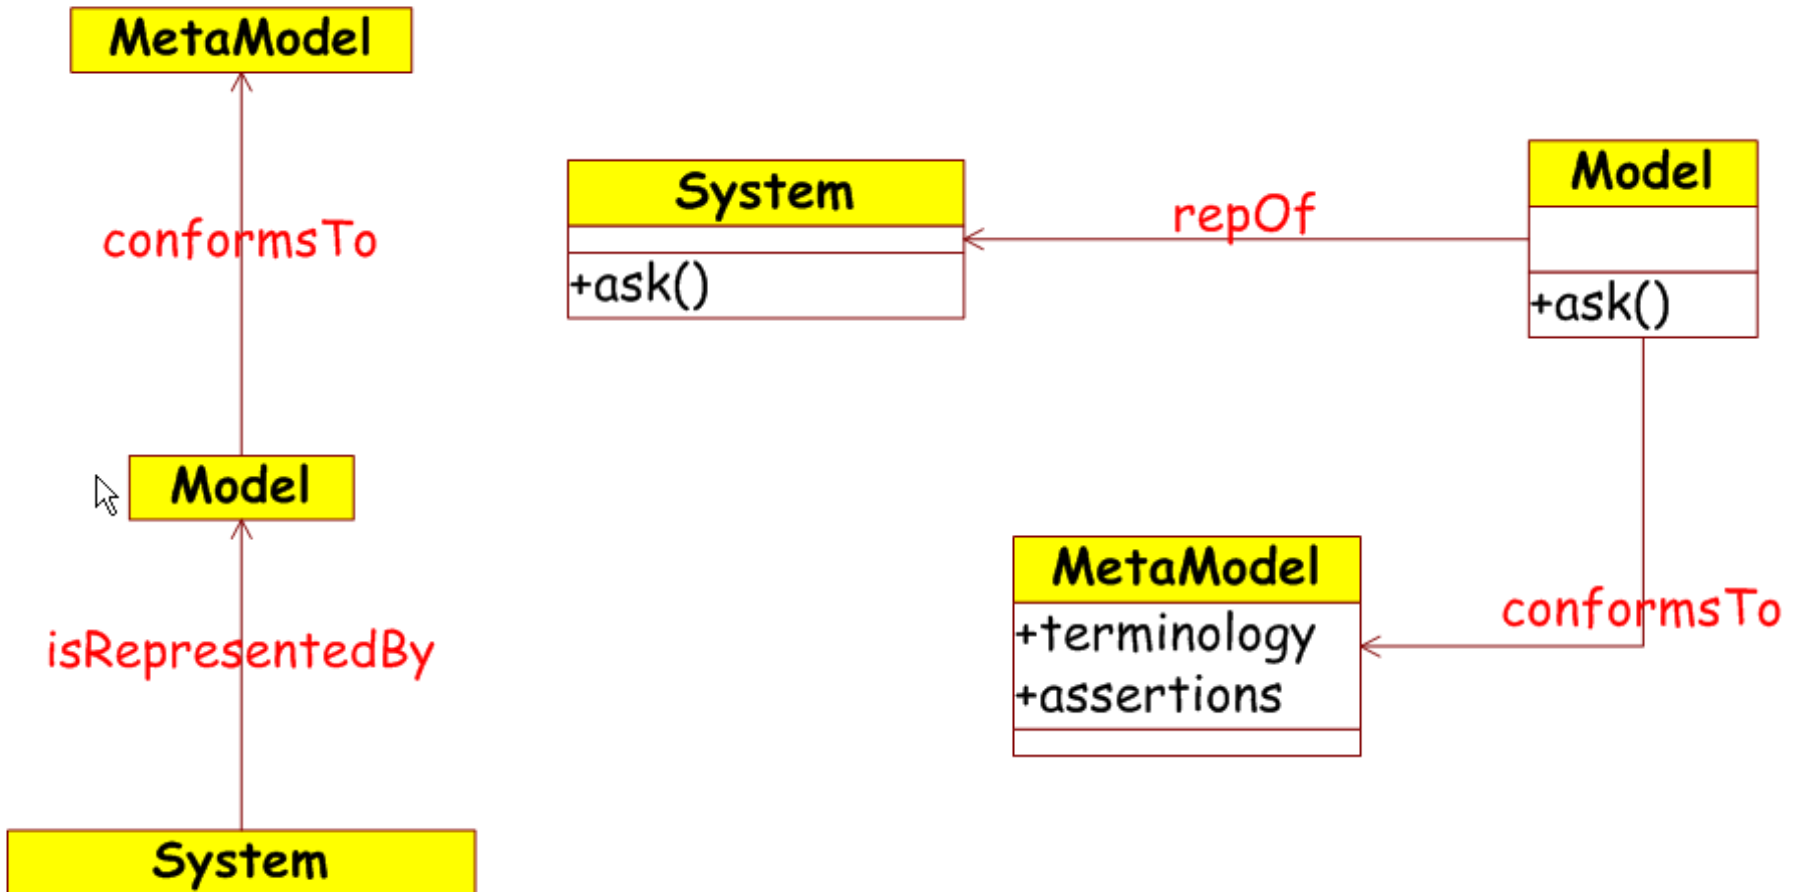 MetaModel
conformsTo
Model
isRepresentedBy
System
System
+ask()
repOf
Model
+ask()
MetaModel
+terminology
+assertions
conformsTo